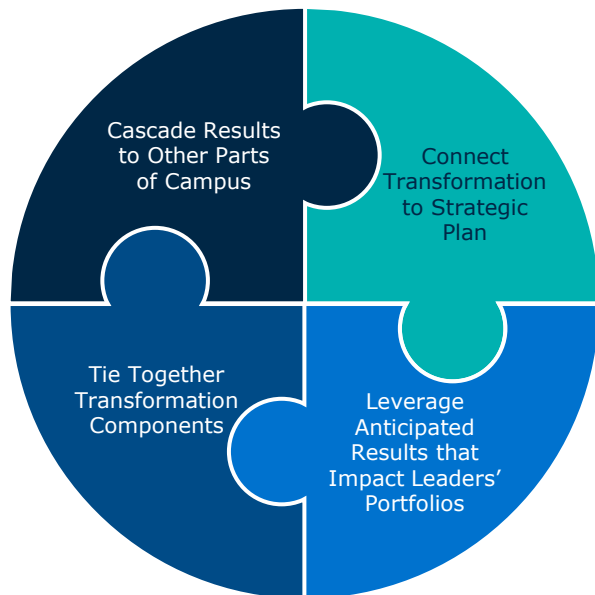 Cascade Results
to Other Parts
of Campus
Connect
Transformation
to Strategic
Plan
Tie Together
Transformation
Components
Leverage
Anticipated
Results that
Impact Leaders’
Portfolios